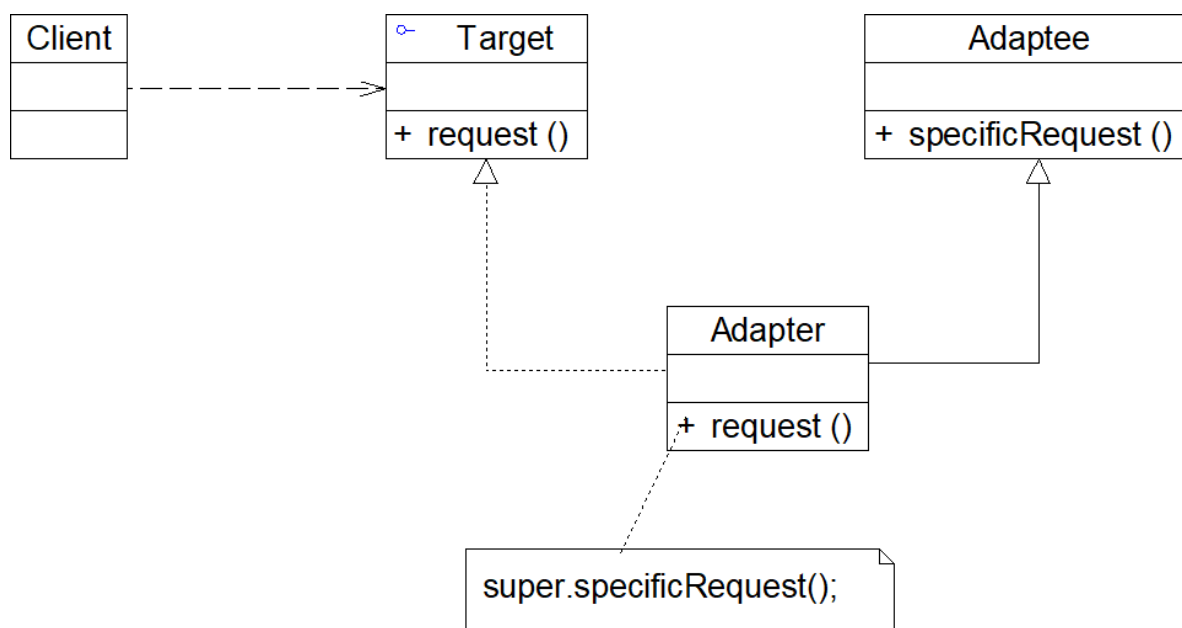 Client
Target
Adaptee
+ request ()
+ specificRequest ()
Adapter
+ request ()
super.specificRequest();